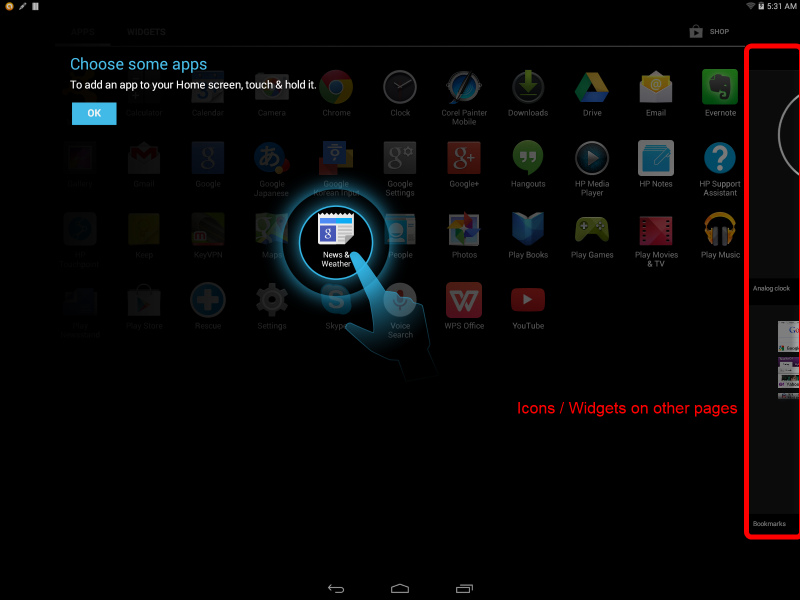 5:31 AM
APPS
WIDGETS
SHOP
Choose some apps
To add an app to your Home screen, touch & hold it.
OK
Calculator
Calendar
Camera
Chrome
Clock
Corel Painter
Mobile
Downloads
Drive
Email
Evernote
Gmail
Google
Google
Japanese
Google
Korean Input
Google
Settings
Google+
Hangouts
HP Media
Player
HP Notes
HP Support
Assistant
Keep
KeyVPN
Maps
News &
Weather
People
Photos
Play Books
Play Games
Play Movies
& TV
Play Music
Play Store
Rescue
Settings
Skype
Voice
Search
WPS Office
YouTube
Analog clock
Icons / Widgets on other pages
Bookmarks